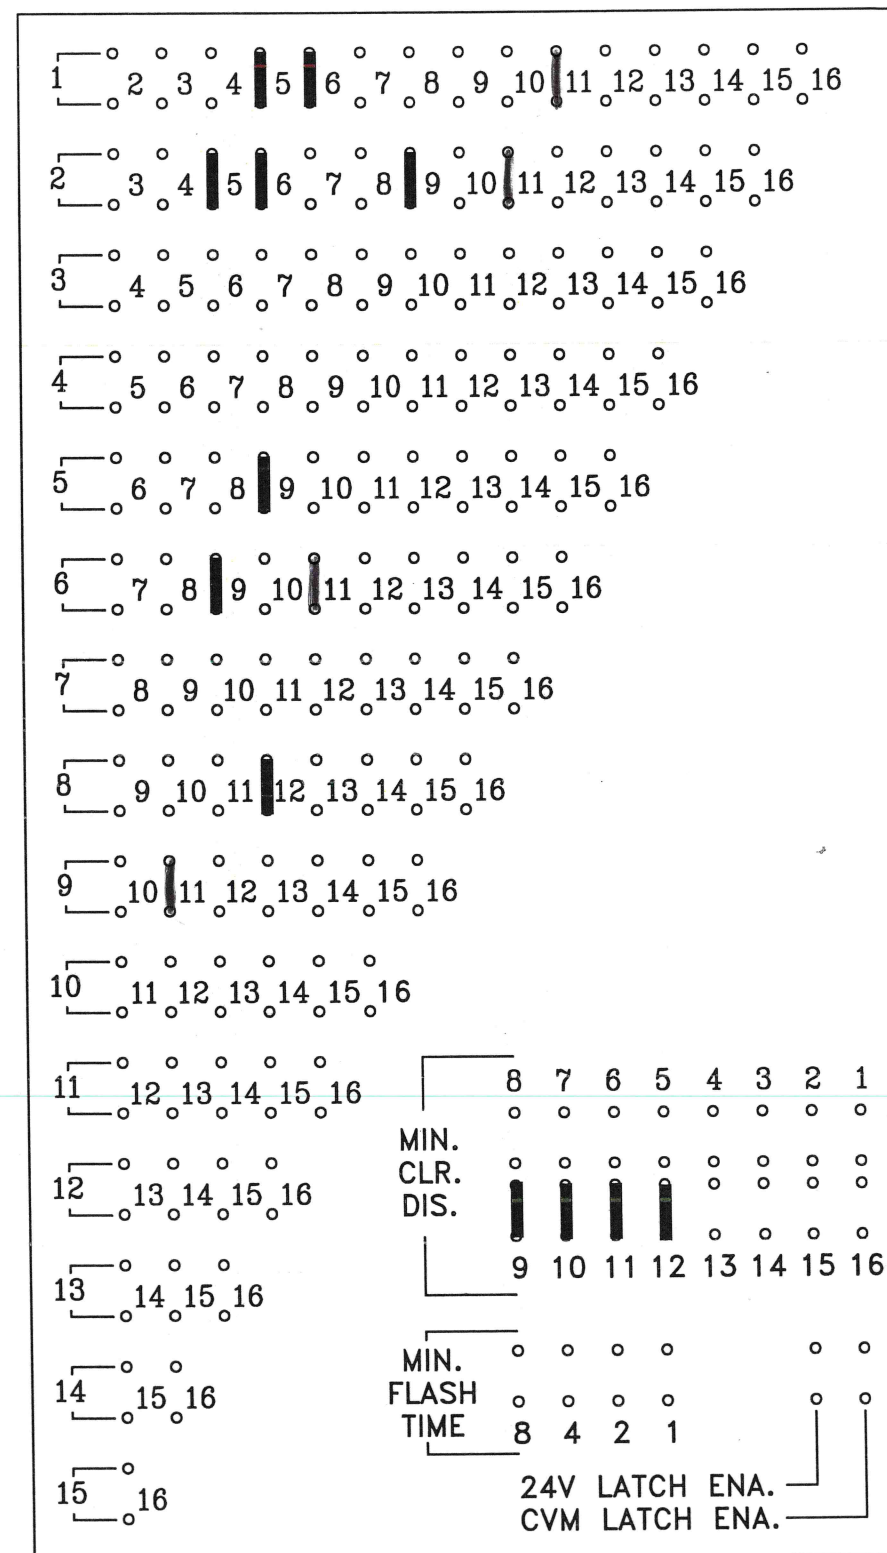 1 2 3 4 5 6 7 8 9 10 11 12 13 14 15 16
2 3 4 5 6 7 8 9 10 11 12 13 14 15 16
3 4 5 6 7 8 9 10 11 12 13 14 15 16
4 5 6 7 8 9 10 11 12 13 14 15 16
5 6 7 8 9 10 11 12 13 14 15 16
6 7 8 9 10 11 12 13 14 15 16
7 8 9 10 11 12 13 14 15 16
8 9 10 11 12 13 14 15 16
9 10 11 12 13 14 15 16
10 11 12 13 14 15 16
11 12 13 14 15 16
12 13 14 15 16
13 14 15 16
14 15 16
15 16
8 7 6 5 4 3 2 1
MIN.
CLR.
DIS.
9 10 11 12 13 14 15 16
MIN.
FLASH
TIME
8 4 2 1
24V LATCH ENA.
CVM LATCH ENA.